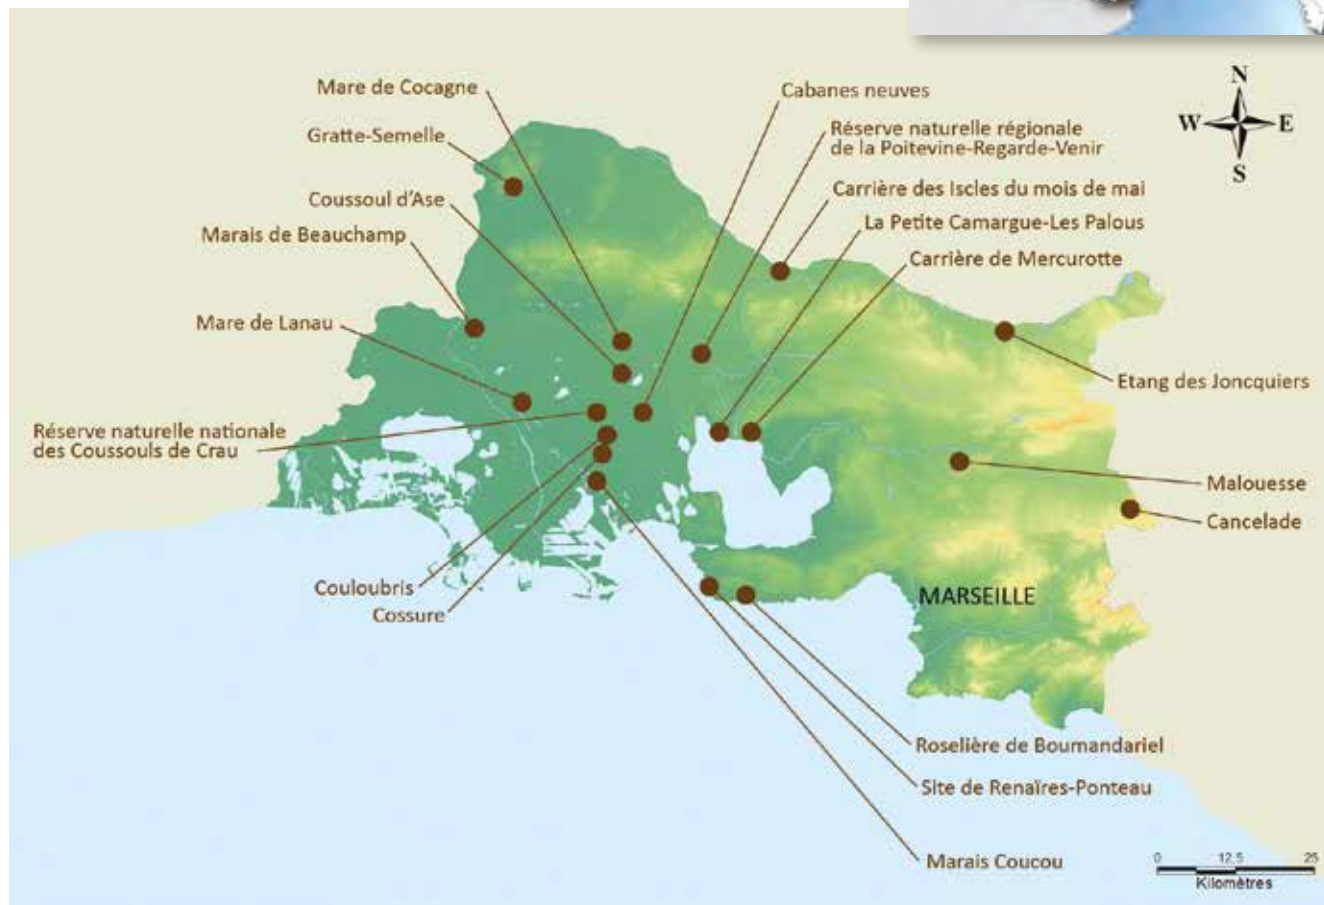 N
W E
S
Mare de Cocagne
Cabanes neuves
Gratte-Semelle
Réserve naturelle régionale
de la Poitevine-Regarde-Venir
Coussoul d'Ase
Carrière des Iscles du mois de mai
Marais de Beauchamp
La Petite Camargue-Les Palous
Carrière de Mercurotte
Mare de Lanau
Etang des Joncquiers
Réserve naturelle nationale
des Coussouls de Crau
Malouesse
Cancelade
Couloubris
Cossure
MARSEILLE
Roselière de Boumandariel
Site de Renaïres-Ponteau
Marais Coucou
0 12,5 25
Kilomètres